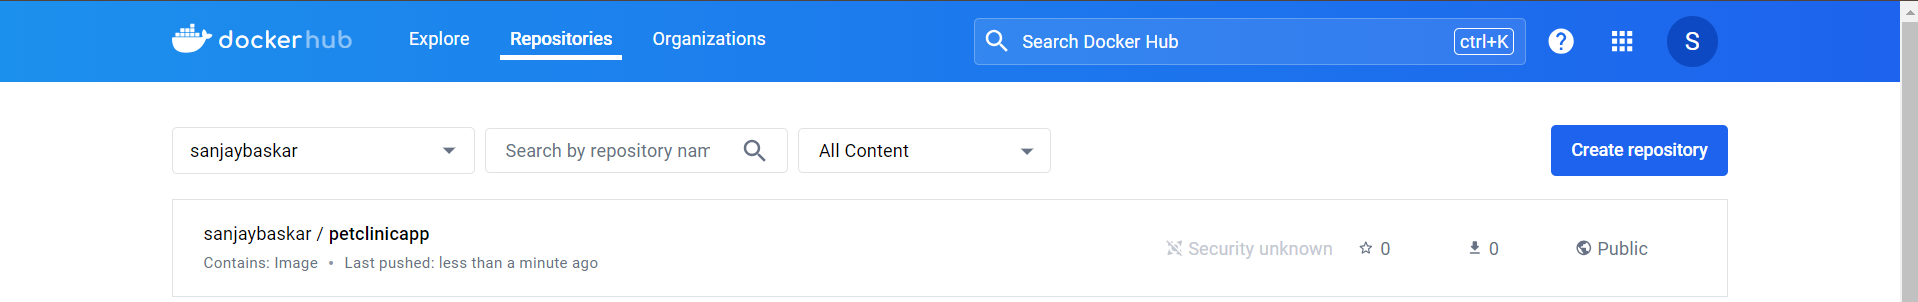 dockerhub Explore Repositories Organizations Search Docker Hub ctrl+K ? S
sanjaybaskar Search by repository nam All Content Create repository
sanjaybaskar / petclinicapp
Security unknown 0 0 Public
Contains: Image • Last pushed: less than a minute ago